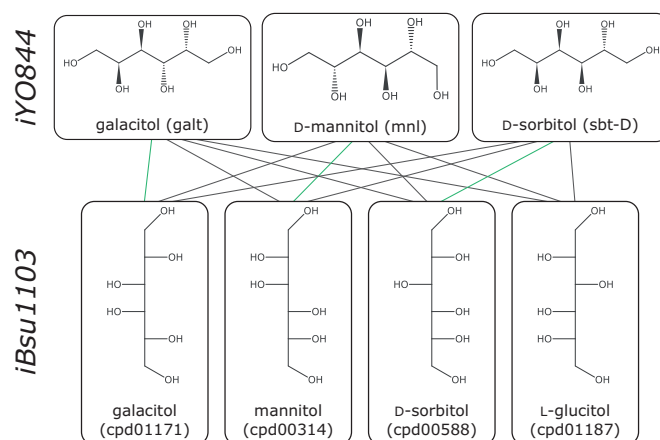 iYO844
OH
OH
OH
HO
OH
OH
galacitol (galt)
OH
OH
HO
OH
OH
OH
D-mannitol (mnl)
OH
OH
HO
OH
OH
OH
D-sorbitol (sbt-D)
iBsu1103
OH
OH
HO
HO
OH
OH
galacitol
(cpd01171)
OH
HO
HO
OH
OH
OH
mannitol
(cpd00314)
OH
OH
HO
OH
OH
OH
D-sorbitol
(cpd00588)
OH
HO
OH
HO
HO
OH
L-glucitol
(cpd01187)